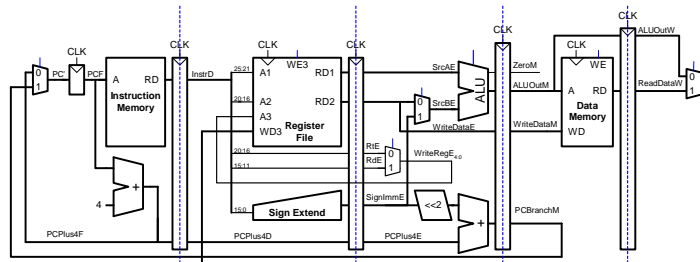 CLK CLK CLK CLK
CLK CLK CLK CLK
ALUOutW
0 1 PC' PCF A RD Instruction Memory
InstrD 25:21 A1 WE3 RD1 SrcAE ZeroM WE
20:16 A2 RD2 0 1 SrcBE ALU ALUOutM A RD ReadDataW 0 1
A3 Register File WD3 WriteDataE WriteDataM Data Memory WD
20:16 RtE 0 WriteRegE4:0
15:11 RdE 1
+
4
15:0 Sign Extend SignImmE <<2 + PCBranchM
PCPlus4F PCPlus4D PCPlus4E